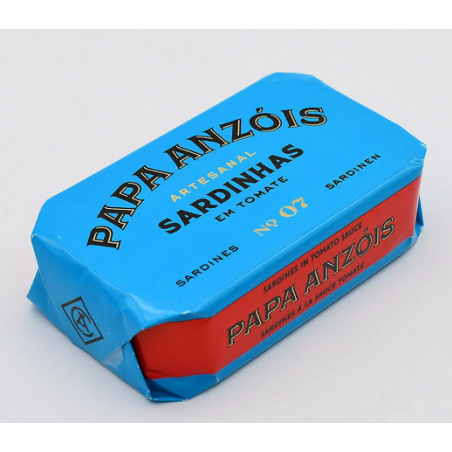 PAPA ANZÓIS
ARTESANAL
SARDINHAS
EM TOMATE
Nº 07
SARDINES
SARDINEN
SARDINES IN TOMATO SAUCE
PAPA ANZÓIS
SARDINES À LA SAUCE TOMATE